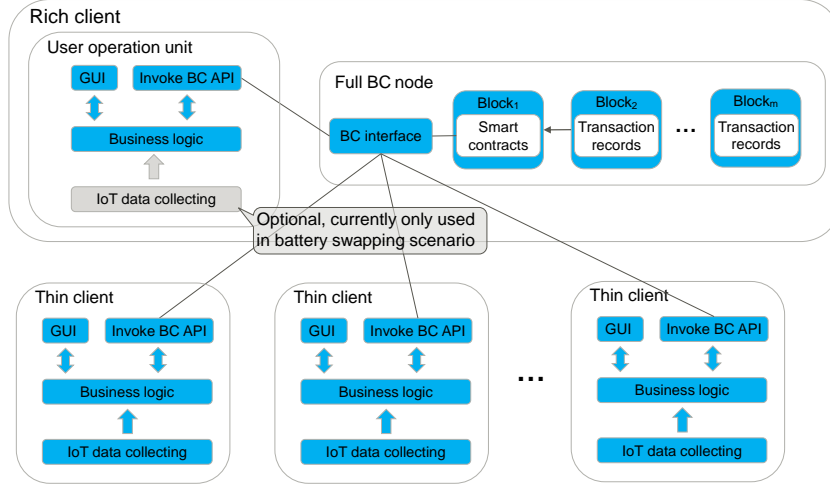 Rich client
User operation unit
GUI
Invoke BC API
Business logic
IoT data collecting
Full BC node
BC interface
Block1
Smart
contracts
Block2
Transaction
records
...
Blockm
Transaction
records
Optional, currently only used
in battery swapping scenario
Thin client
GUI
Invoke BC API
Business logic
IoT data collecting
Thin client
GUI
Invoke BC API
Business logic
IoT data collecting
...
Thin client
GUI
Invoke BC API
Business logic
IoT data collecting